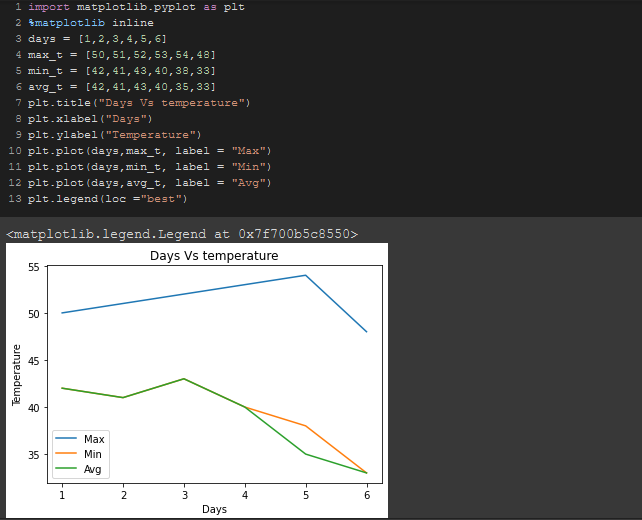 1 import matplotlib.pyplot as plt
2 %matplotlib inline
3 days = [1,2,3,4,5,6]
4 max_t = [50,51,52,53,54,48]
5 min_t = [42,41,43,40,38,33]
6 avg_t = [42,41,43,40,35,33]
7 plt.title("Days Vs temperature")
8 plt.xlabel("Days")
9 plt.ylabel("Temperature")
10 plt.plot(days,max_t, label = "Max")
11 plt.plot(days,min_t, label = "Min")
12 plt.plot(days,avg_t, label = "Avg")
13 plt.legend(loc ="best")
<matplotlib.legend.Legend at 0x7f700b5c8550>
Days Vs temperature
55
50
45
40
35
Temperature
Max
Min
Avg
1 2 3 4 5 6
Days